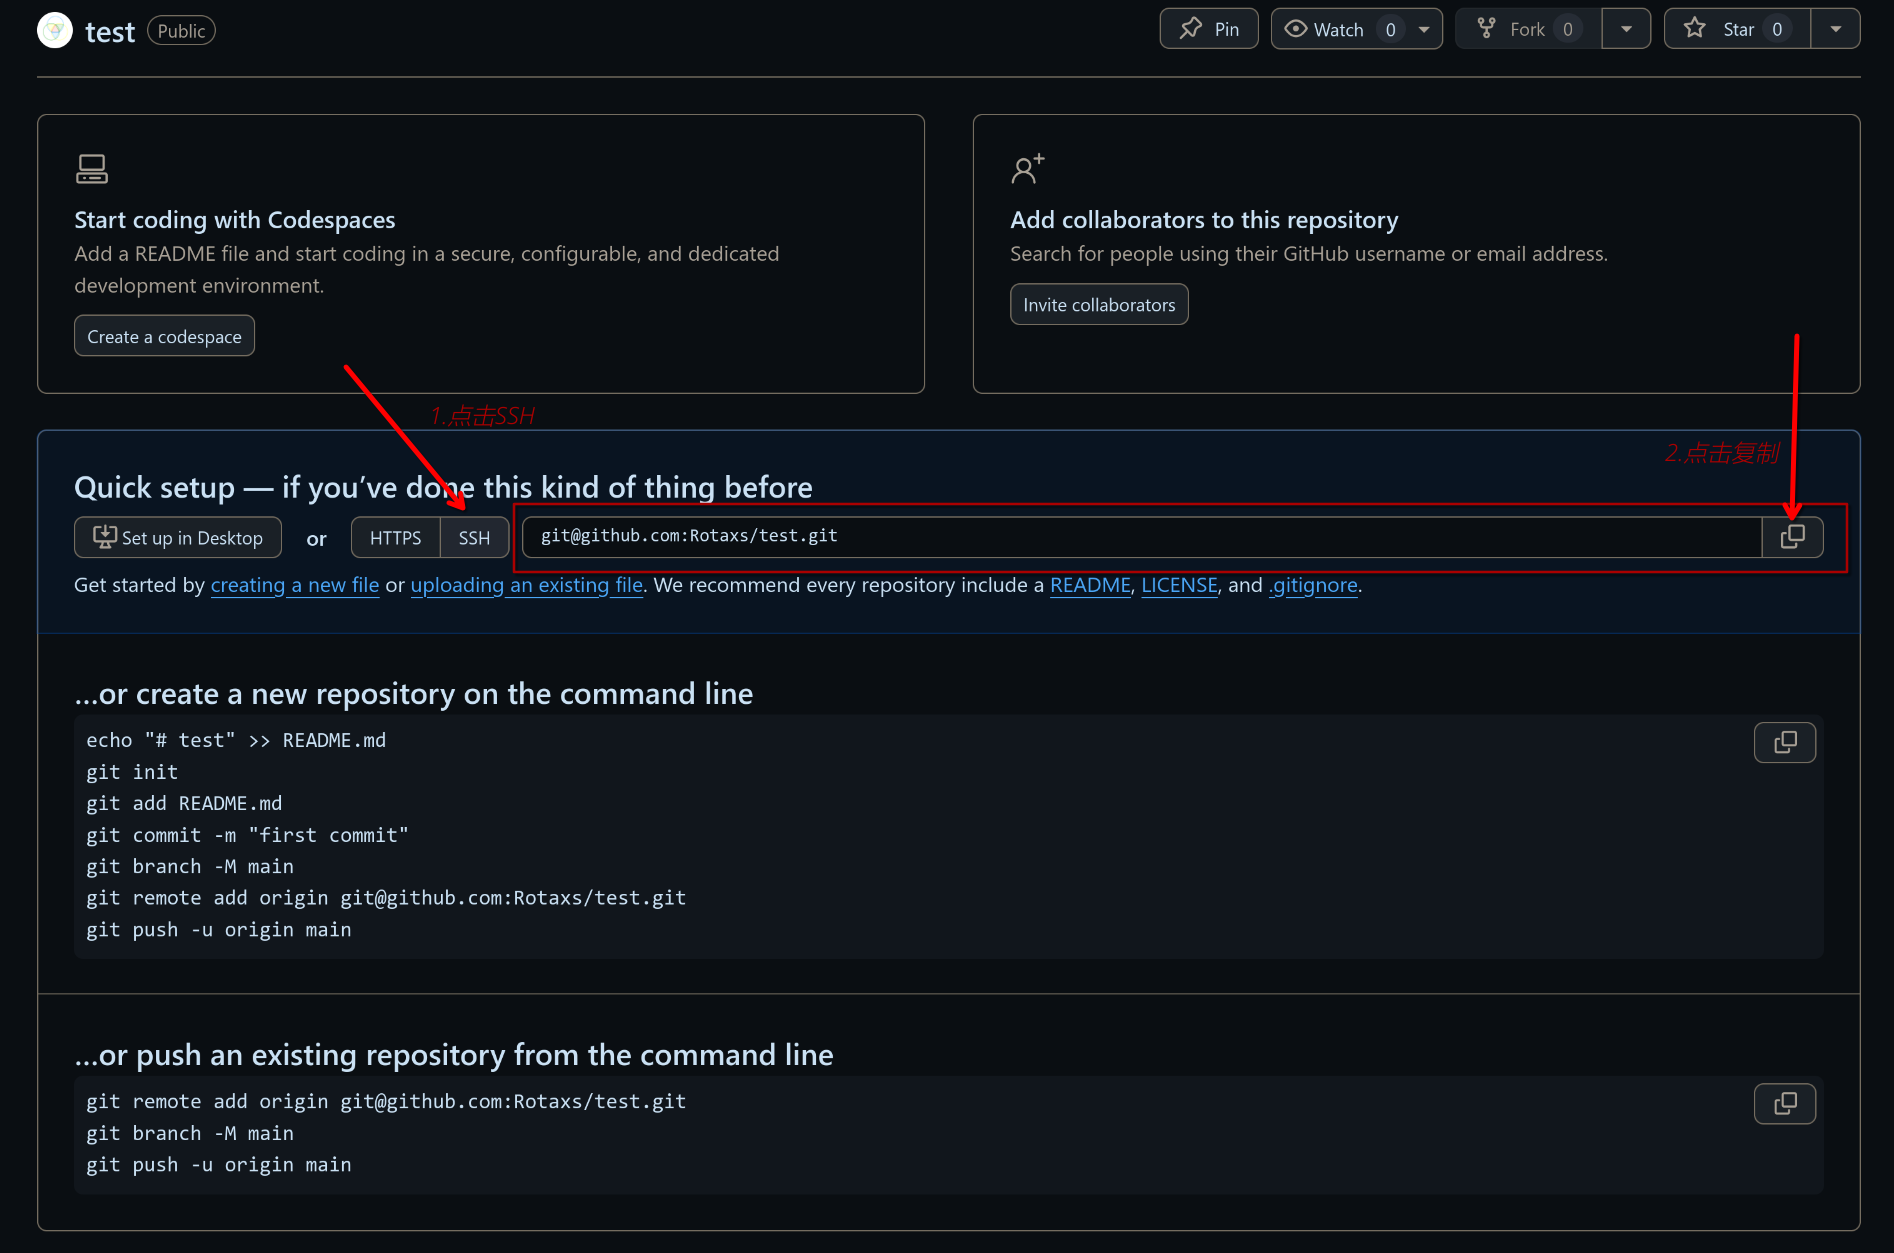 test Public Pin Watch 0 Fork 0 Star 0
Start coding with Codespaces
Add a README file and start coding in a secure, configurable, and dedicated
development environment.
Create a codespace
Add collaborators to this repository
Search for people using their GitHub username or email address.
Invite collaborators
1.点击SSH
2.点击复制
Quick setup — if you’ve done this kind of thing before
Set up in Desktop or HTTPS SSH git@github.com:Rotaxs/test.git
Get started by creating a new file or uploading an existing file. We recommend every repository include a README, LICENSE, and .gitignore.
…or create a new repository on the command line
echo "# test" >> README.md
git init
git add README.md
git commit -m "first commit"
git branch -M main
git remote add origin git@github.com:Rotaxs/test.git
git push -u origin main
…or push an existing repository from the command line
git remote add origin git@github.com:Rotaxs/test.git
git branch -M main
git push -u origin main